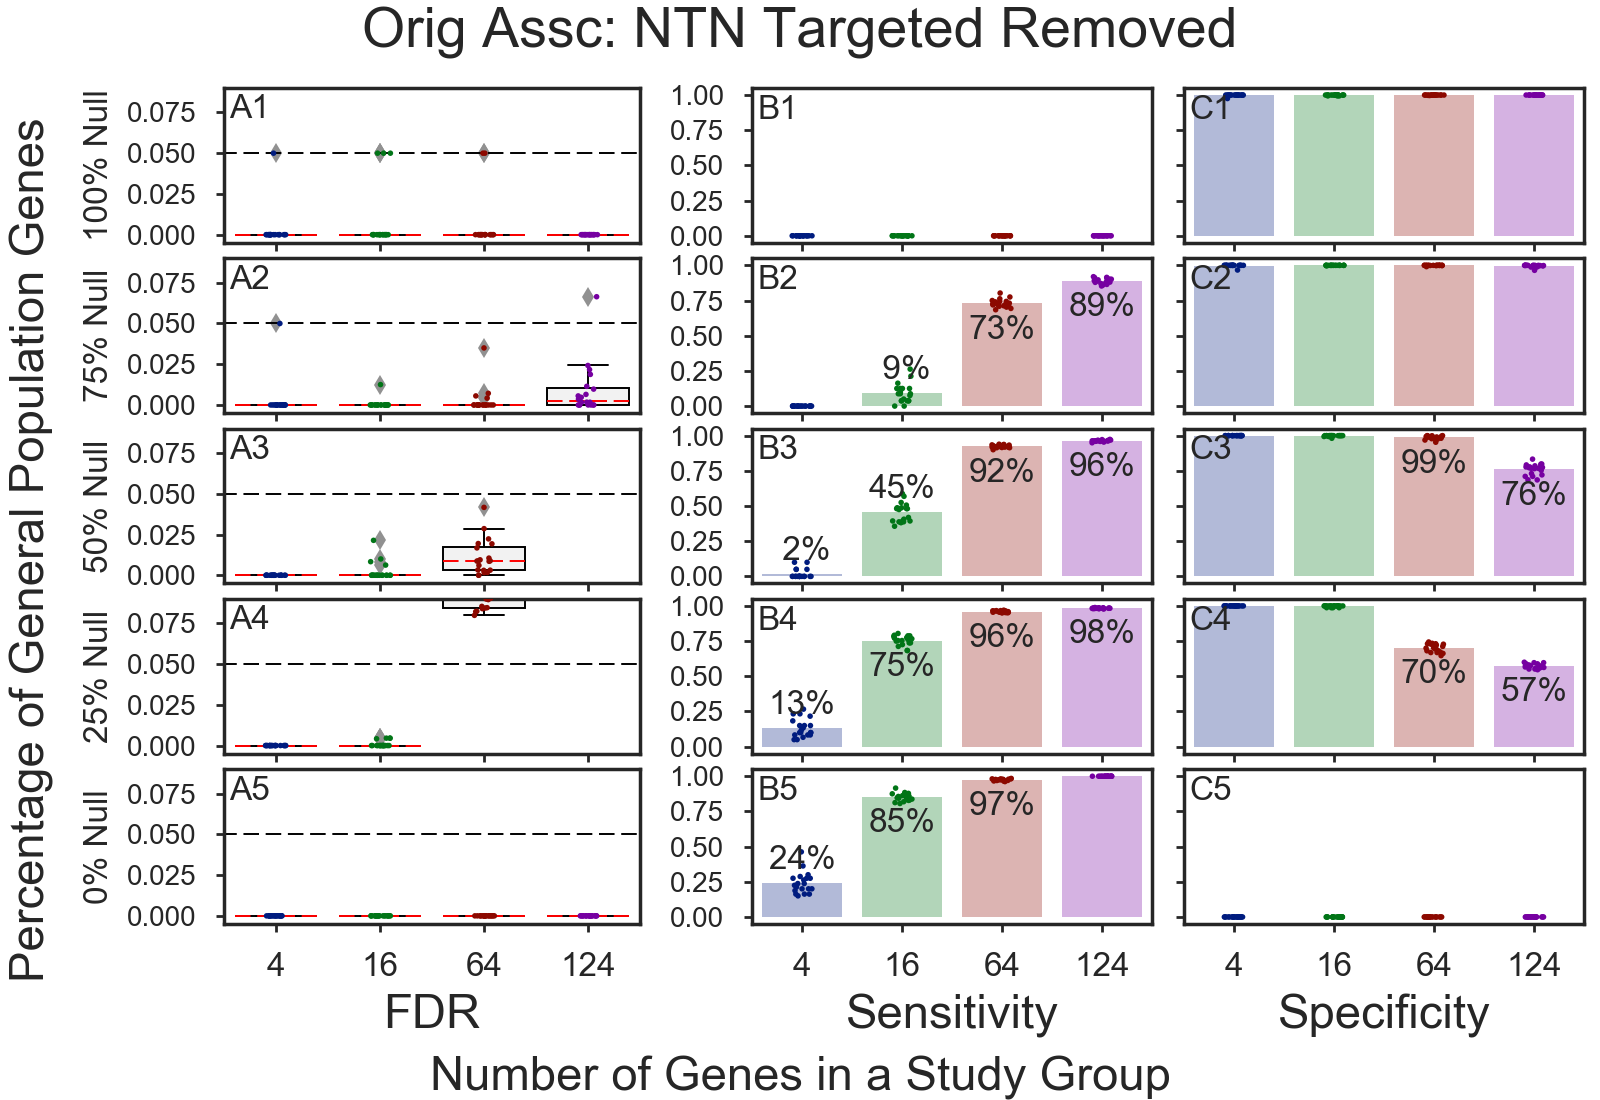 Orig Assc: NTN Targeted Removed
Percentage of General Population Genes
100% Null
0.075
0.050
0.025
0.000
A1
1.00
0.75
0.50
0.25
0.00
B1
C1
75% Null
0.075
0.050
0.025
0.000
A2
1.00
0.75
0.50
0.25
0.00
B2
9%
73%
89%
C2
50% Null
0.075
0.050
0.025
0.000
A3
1.00
0.75
0.50
0.25
0.00
B3
2%
45%
92%
96%
C3
99%
76%
25% Null
0.075
0.050
0.025
0.000
A4
1.00
0.75
0.50
0.25
0.00
B4
13%
75%
96%
98%
C4
70%
57%
0% Null
0.075
0.050
0.025
0.000
A5
1.00
0.75
0.50
0.25
0.00
B5
24%
85%
97%
C5
4 16 64 124
4 16 64 124
4 16 64 124
FDR
Sensitivity
Specificity
Number of Genes in a Study Group